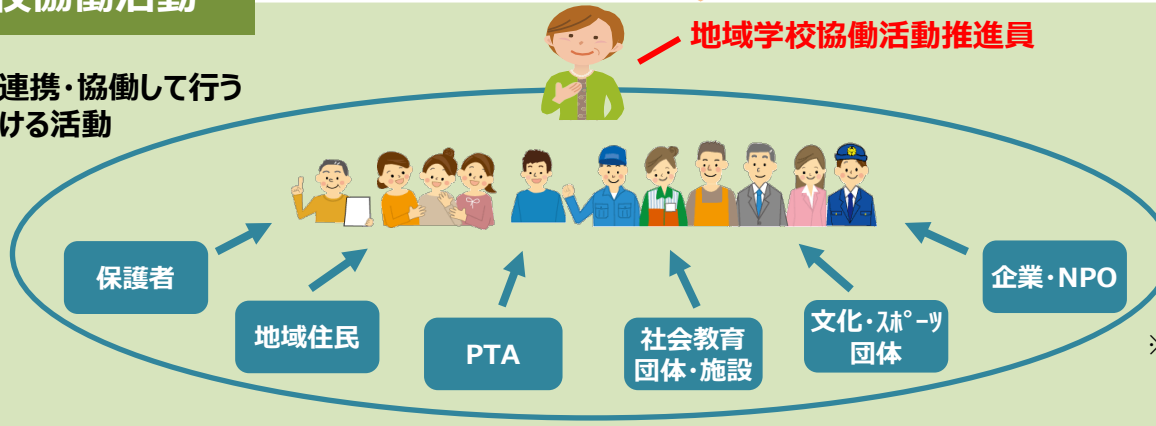 校協働活動
地域学校協働活動推進員
連携・協働して行う
ける活動
保護者
地域住民
PTA
社会教育
団体・施設
文化・ｽﾎﾟｰﾂ
団体
企業・NPO
※